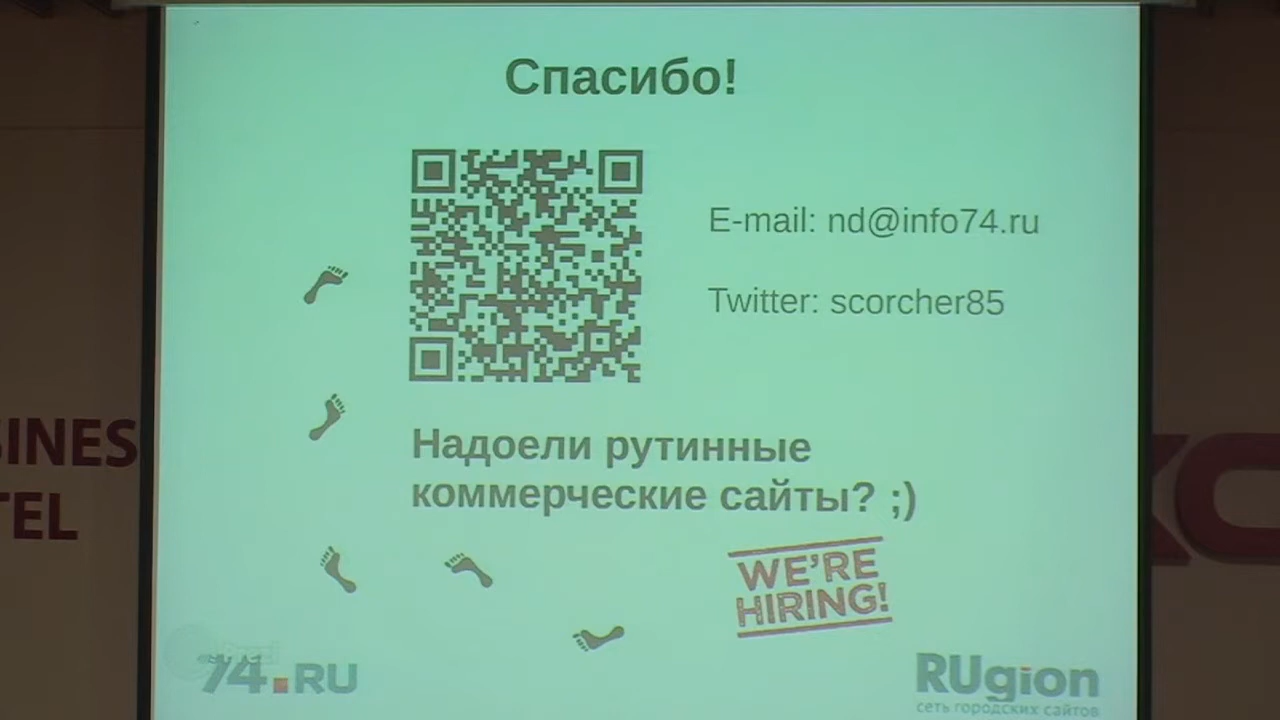 Спасибо!
E-mail: nd@info74.ru
Twitter: scorcher85
Надоели рутинные
коммерческие сайты? ;)
WE'RE
HIRING!
74.RU
RUgion
сеть городских сайтов
SINES
TEL